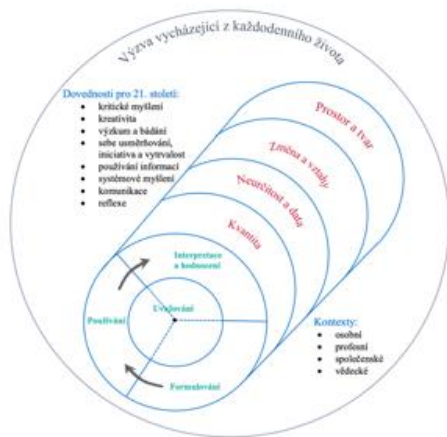 Výzva vycházející z každodenního života
Dovednosti pro 21. století:
kritické myšlení
kreativita
výzkum a bádání
sebe usměrňování,
iniciativa a vytrvalost
používání informací
systémové myšlení
komunikace
reflexe
Prostor a tvar
Změna a vztahy
Neurčitost a data
Kvantita
Interpretace
a hodnocení
Uvažování
Používání
Formulování
Kontexty:
osobní
profesní
společenské
vědecké